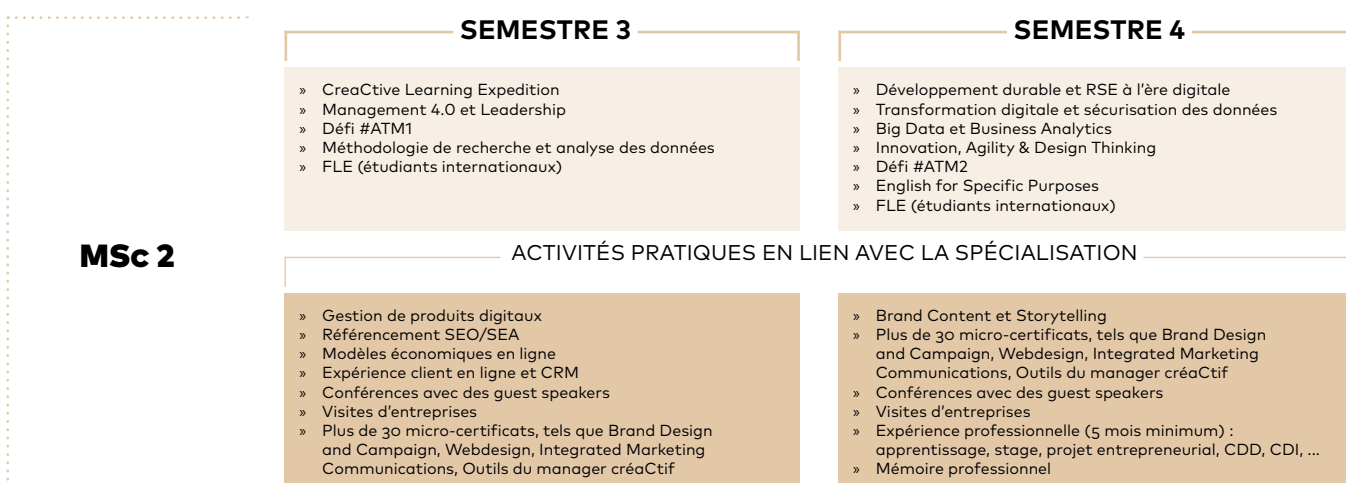 SEMESTRE 3
» CreaCtive Learning Expedition
» Management 4.0 et Leadership
» Défi #ATM1
» Méthodologie de recherche et analyse des données
» FLE (étudiants internationaux)
SEMESTRE 4
» Développement durable et RSE à l'ère digitale
» Transformation digitale et sécurisation des données
» Big Data et Business Analytics
» Innovation, Agility & Design Thinking
» Défi #ATM2
» English for Specific Purposes
» FLE (étudiants internationaux)
MSc 2
ACTIVITÉS PRATIQUES EN LIEN AVEC LA SPÉCIALISATION
» Gestion de produits digitaux
» Référencement SEO/SEA
» Modèles économiques en ligne
» Expérience client en ligne et CRM
» Conférences avec des guest speakers
» Visites d'entreprises
» Plus de 30 micro-certificats, tels que Brand Design
and Campaign, Webdesign, Integrated Marketing
Communications, Outils du manager créaCtif
» Brand Content et Storytelling
» Plus de 30 micro-certificats, tels que Brand Design
and Campaign, Webdesign, Integrated Marketing
Communications, Outils du manager créaCtif
» Conférences avec des guest speakers
» Visites d'entreprises
» Expérience professionnelle (5 mois minimum) :
apprentissage, stage, projet entrepreneurial, CDD, CDI, ...
» Mémoire professionnel